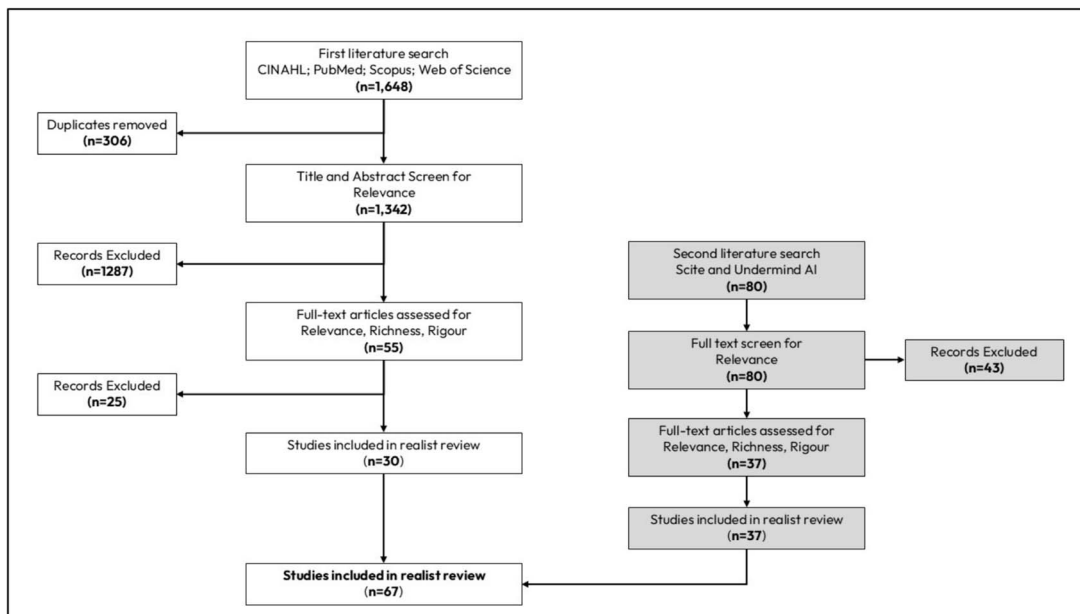 First literature search
CINAHL; PubMed; Scopus; Web of Science
(n=1,648)
Duplicates removed
(n=306)
Title and Abstract Screen for
Relevance
(n=1,342)
Records Excluded
(n=1287)
Full-text articles assessed for
Relevance, Richness, Rigour
(n=55)
Records Excluded
(n=25)
Studies included in realist review
(n=30)
Second literature search
Scite and Undermind AI
(n=80)
Full text screen for
Relevance
(n=80)
Records Excluded
(n=43)
Full-text articles assessed for
Relevance, Richness, Rigour
(n=37)
Studies included in realist review
(n=37)
Studies included in realist review
(n=67)